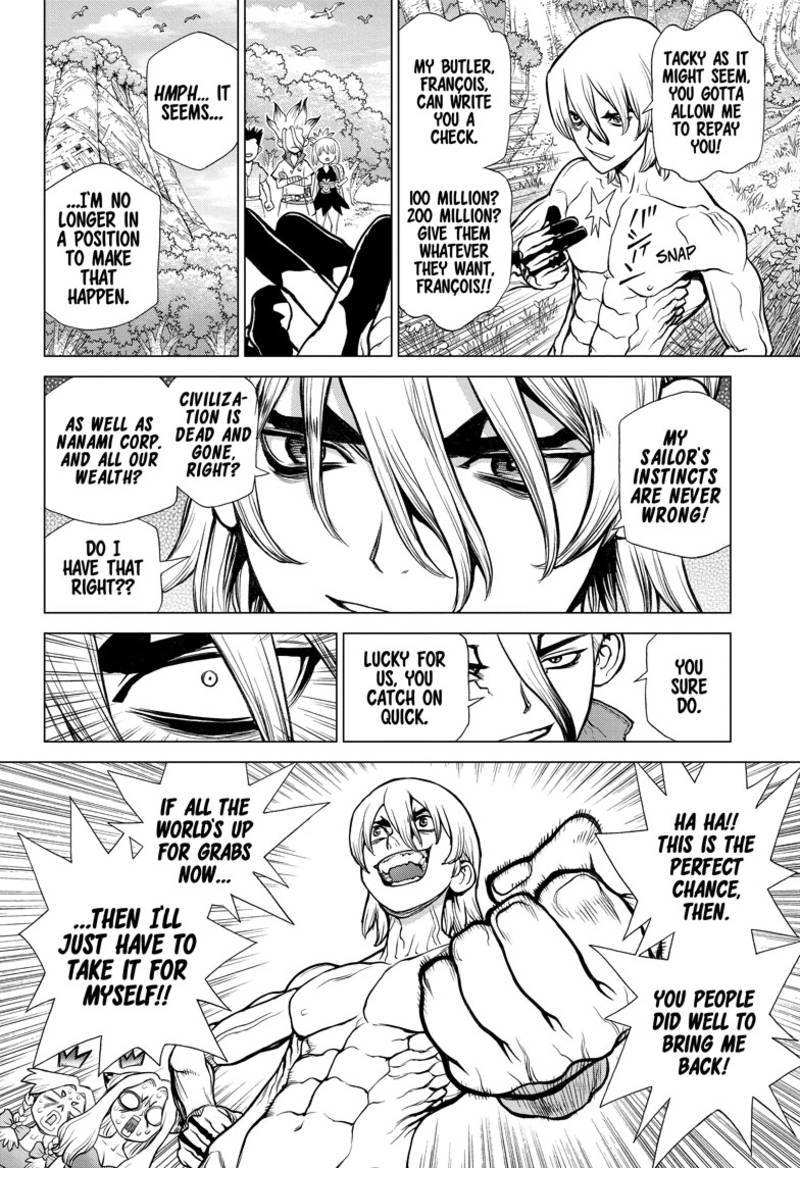 TACKY AS IT
MIGHT SEEM,
YOU GOTTA
ALLOW ME
TO REPAY
YOU!
MY BUTLER,
FRANÇOIS,
CAN WRITE
YOU A
CHECK.
100 MILLION?
200 MILLION?
GIVE THEM
WHATEVER
THEY WANT,
FRANÇOIS!!
パチィン
SNAP
HMPH... IT
SEEMS...
...I'M NO
LONGER IN
A POSITION
TO MAKE
THAT
HAPPEN.
MY
SAILOR'S
INSTINCTS
ARE NEVER
WRONG!
CIVILIZA-
TION IS
DEAD AND
GONE,
RIGHT?
AS WELL AS
NANAMI CORP.
AND ALL OUR
WEALTH?
DO I
HAVE THAT
RIGHT??
YOU
SURE
DO.
LUCKY FOR
US, YOU
CATCH ON
QUICK.
HA HA!!
THIS IS THE
PERFECT
CHANCE,
THEN.
YOU PEOPLE
DID WELL TO
BRING ME
BACK!
IF ALL THE
WORLD'S UP
FOR GRABS
NOW...
...THEN I'LL
JUST HAVE TO
TAKE IT FOR
MYSELF!!